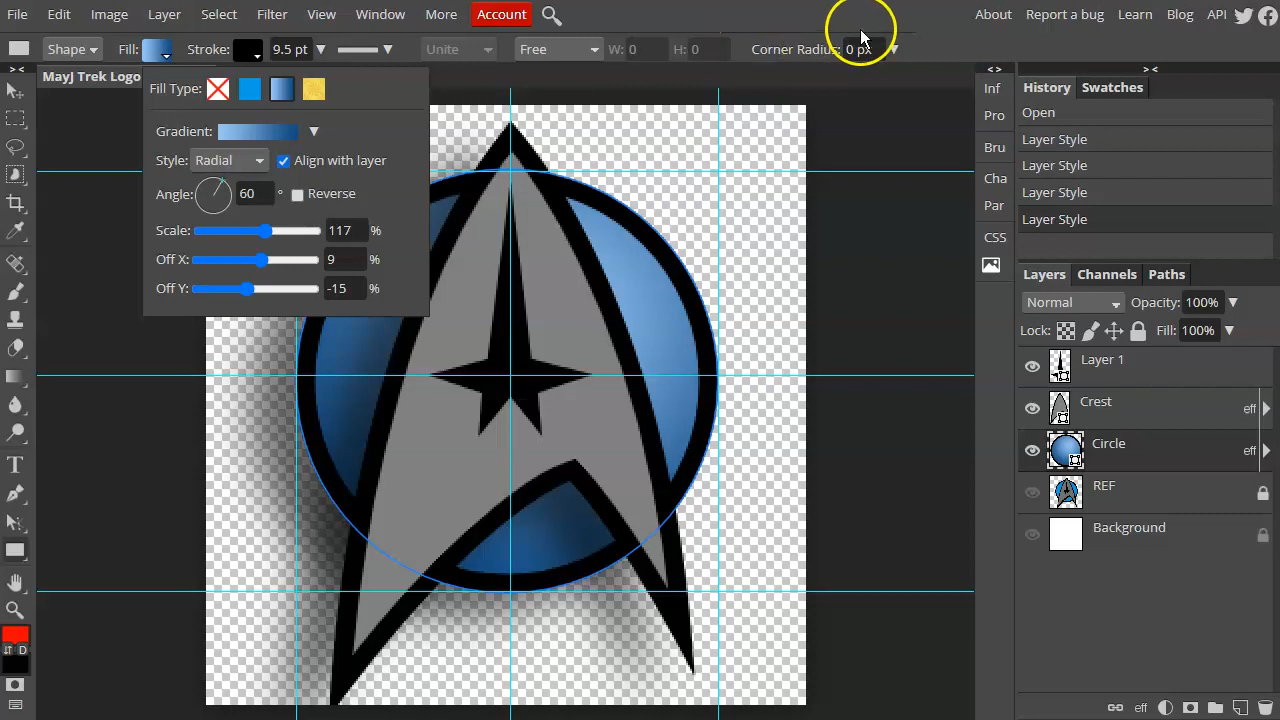 File Edit Image Layer Select Filter View Window More Account About Report a bug Learn Blog API
Shape Fill: Stroke: 9.5 pt Unite Free W: 0 H: 0 Corner Radius: 0 px
> < MayJ Trek Logo < > > <
Fill Type:
Gradient:
Style: Radial Align with layer
Angle: 60 ° Reverse
Scale: 117 %
Off X: 9 %
Off Y: -15 %
Inf
Pro
Bru
Cha
Par
CSS
History Swatches
Open
Layer Style
Layer Style
Layer Style
Layer Style
Layers Channels Paths
Normal Opacity: 100%
Lock: Fill: 100%
Layer 1
Crest eff
Circle eff
REF
Background
T
D
eff